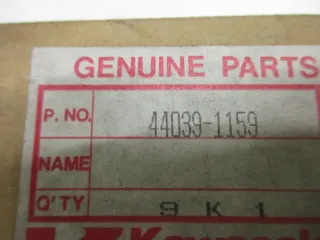 GENUINE PARTS
P. NO. 44039-1159
NAME
Q'TY 9 K 1